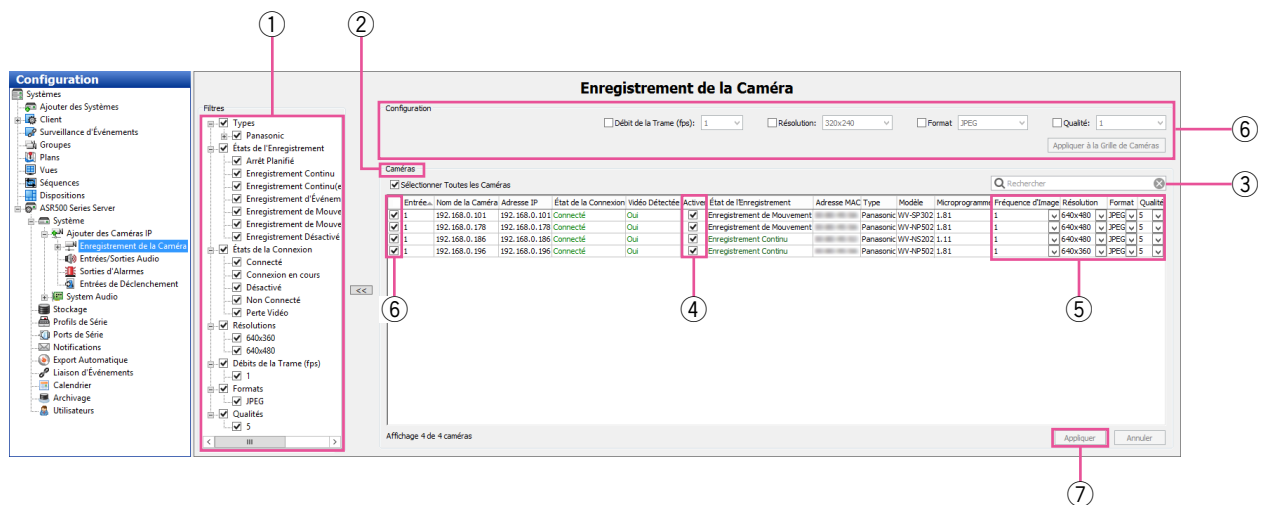 1
2
Configuration
Systèmes
Ajouter des Systèmes
Client
Surveillance d'Événements
Groupes
Plans
Vues
Séquences
Dispositions
ASR500 Series Server
Système
Ajouter des Caméras IP
Enregistrement de la Caméra
Entrées/Sorties Audio
Sorties d'Alarmes
Entrées de Déclenchement
System Audio
Stockage
Profils de Série
Ports de Série
Notifications
Export Automatique
Liaison d'Événements
Calendrier
Archivage
Utilisateurs
Enregistrement de la Caméra
Filtres
Types
Panasonic
États de l'Enregistrement
Arrêt Planifié
Enregistrement Continu
Enregistrement Continu(e
Enregistrement d'Événem
Enregistrement de Mouve
Enregistrement de Mouve
Enregistrement Désactivé
États de la Connexion
Connecté
Connexion en cours
Désactivé
Non Connecté
Perte Vidéo
Résolutions
640x360
640x480
Débits de la Trame (fps)
1
Formats
JPEG
Qualités
5
<<
Configuration
Débit de la Trame (fps): 1 Résolution: 320x240 Format JPEG Qualité: 1
Appliquer à la Grille de Caméras
6
Caméras
Sélectionner Toutes les Caméras
Rechercher
3
Entrée Nom de la Caméra Adresse IP État de la Connexion Vidéo Détectée Activer État de l'Enregistrement Adresse MAC Type Modèle Microprogramme Fréquence d'Image Résolution Format Qualité
1 192.168.0.101 192.168.0.101 Connecté Oui Enregistrement de Mouvement Panasonic WV-SP302 1.81 1 640x480 JPEG 5
1 192.168.0.178 192.168.0.178 Connecté Oui Enregistrement de Mouvement Panasonic WV-NP502 1.81 1 640x480 JPEG 5
1 192.168.0.186 192.168.0.186 Connecté Oui Enregistrement Continu Panasonic WV-NS202 1.11 1 640x480 JPEG 5
1 192.168.0.196 192.168.0.196 Connecté Oui Enregistrement Continu Panasonic WV-NP502 1.81 1 640x360 JPEG 5
6
4
5
Affichage 4 de 4 caméras
Appliquer Annuler
7